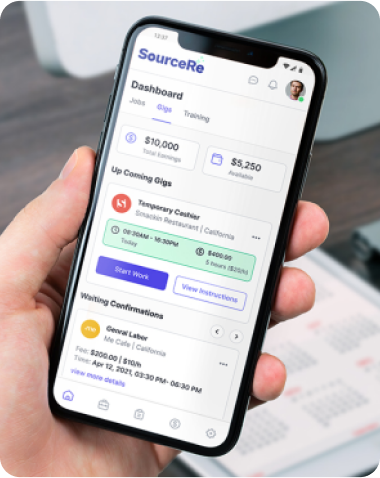 12:37
SourceRe
Dashboard
Jobs Gigs Training
$10,000
Total Earnings
$5,250
Available
Up Coming Gigs
Temporary Cashier
Smackin Restaurant | California
09:30AM - 16:30PM
Today
$400.00
5 hours ($20/h)
Start Work
View Instructions
Waiting Confirmations
Genral Labor
Me Cafe | California
Fee: $200.00 | $10/h
Time: Apr 12, 2021, 03:30 PM- 06:30 PM
view more details